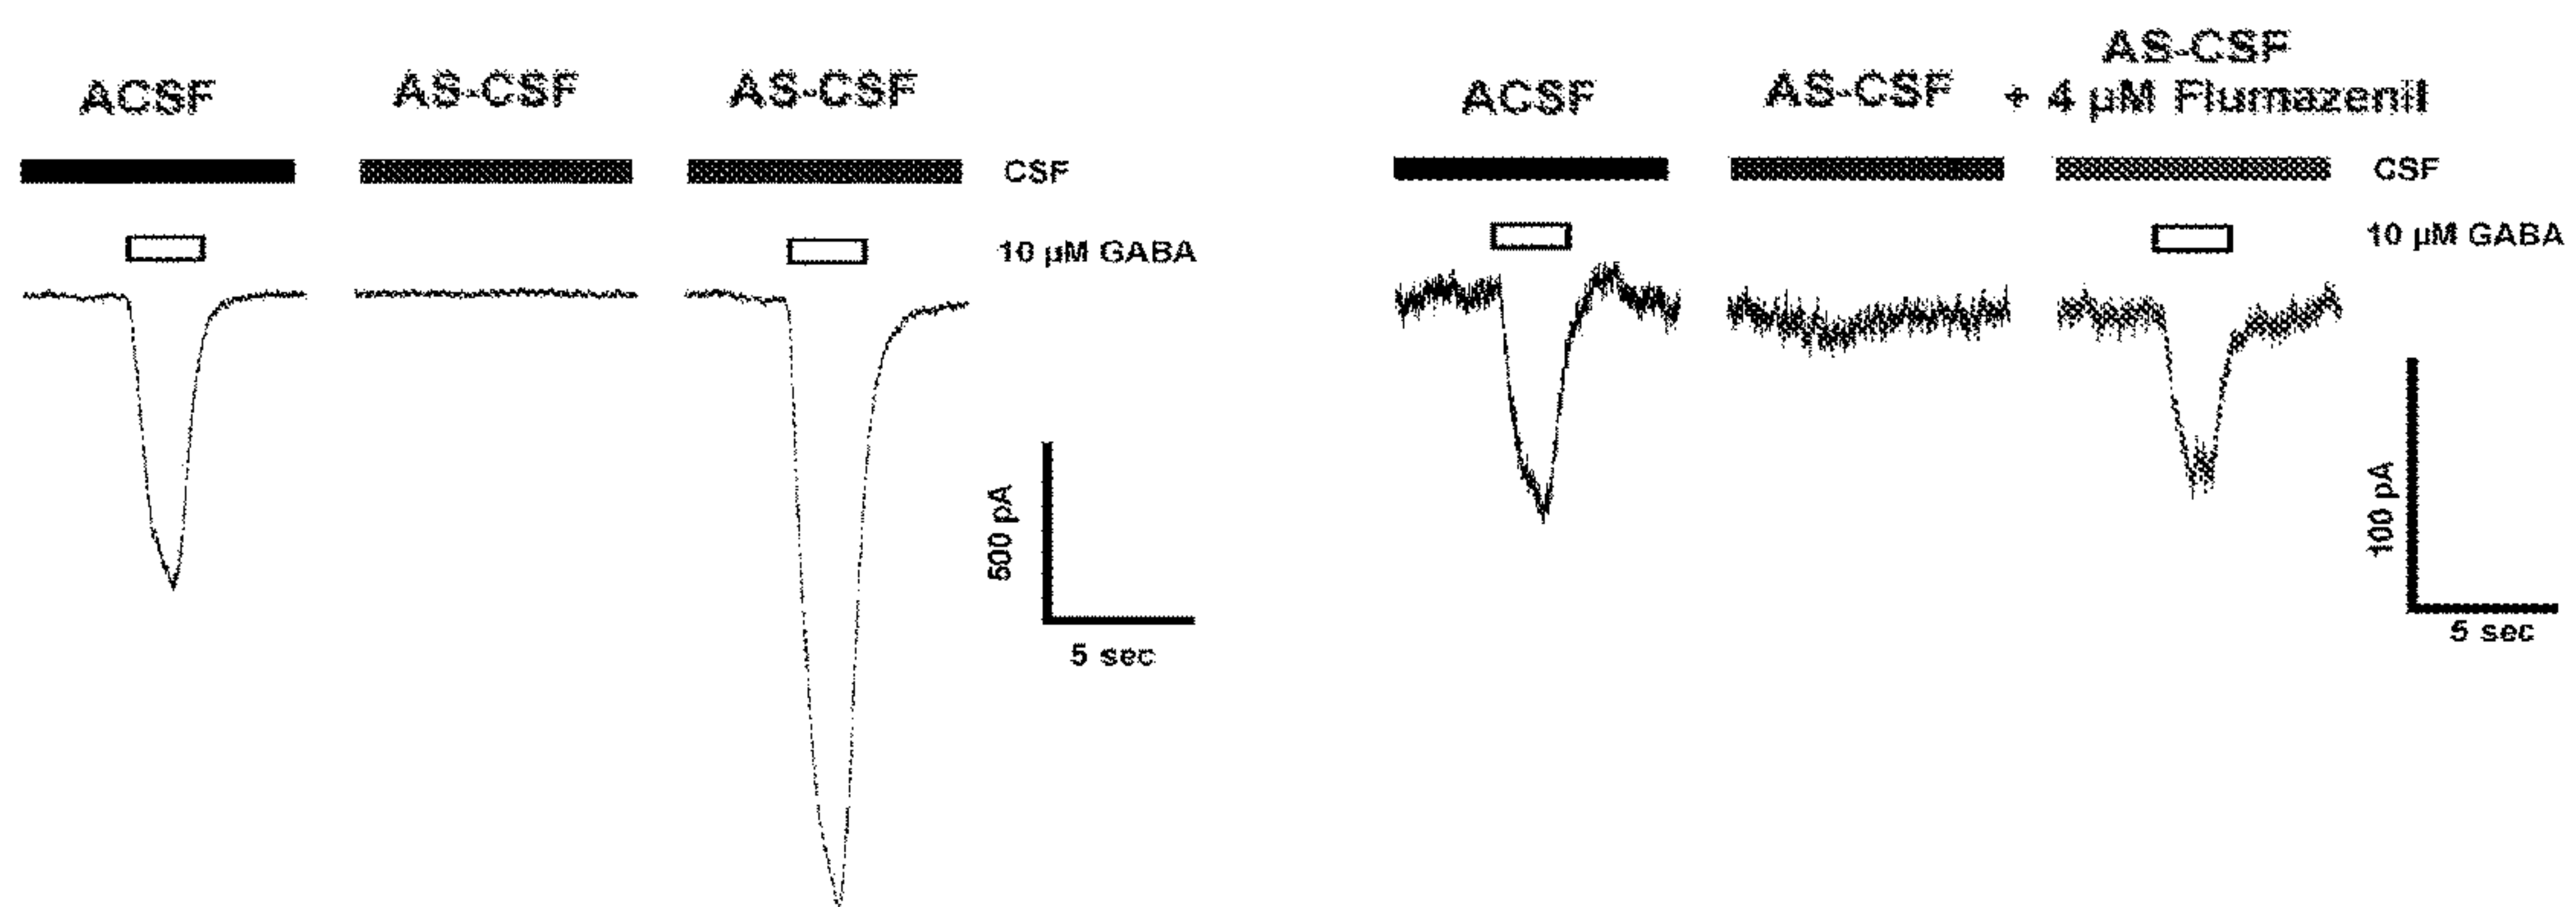 ACSF
AS-CSF
AS-CSF
CSF
10 µM GABA
500 pA
5 sec
ACSF
AS-CSF
AS-CSF
+ 4 µM Flumazenil
CSF
10 µM GABA
100 pA
5 sec